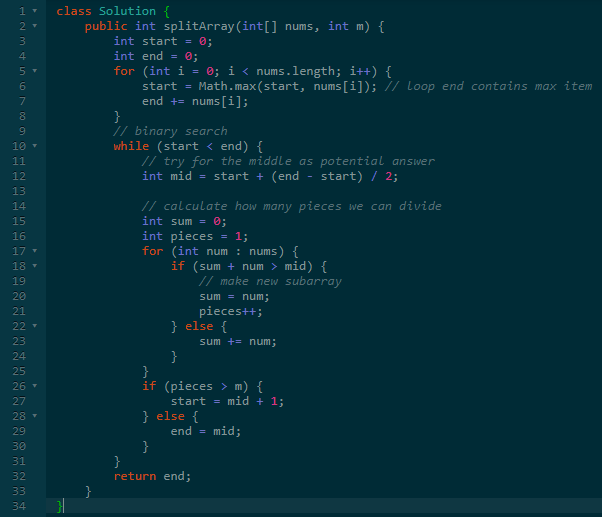 1 class Solution {
2     public int splitArray(int[] nums, int m) {
3         int start = 0;
4         int end = 0;
5         for (int i = 0; i < nums.length; i++) {
6             start = Math.max(start, nums[i]); // loop end contains max item
7             end += nums[i];
8         }
9         // binary search
10         while (start < end) {
11             // try for the middle as potential answer
12             int mid = start + (end - start) / 2;
13
14             // calculate how many pieces we can divide
15             int sum = 0;
16             int pieces = 1;
17             for (int num : nums) {
18                 if (sum + num > mid) {
19                     // make new subarray
20                     sum = num;
21                     pieces++;
22                 } else {
23                     sum += num;
24                 }
25             }
26             if (pieces > m) {
27                 start = mid + 1;
28             } else {
29                 end = mid;
30             }
31         }
32         return end;
33     }
34 }